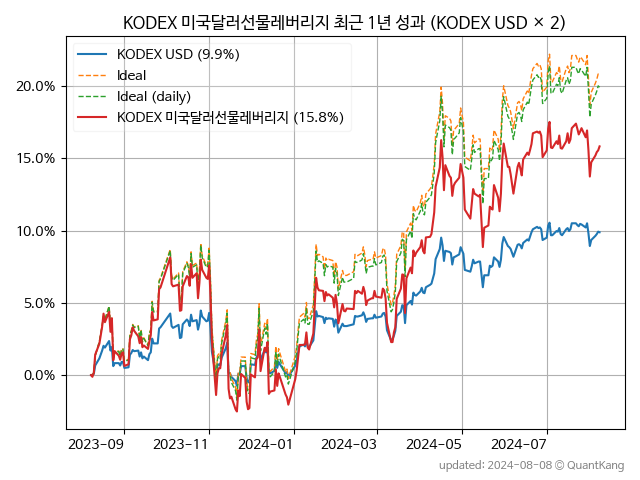 KODEX 미국달러선물레버리지 최근 1년 성과 (KODEX USD × 2)
KODEX USD (9.9%)
Ideal
Ideal (daily)
KODEX 미국달러선물레버리지 (15.8%)
20.0%
15.0%
10.0%
5.0%
0.0%
2023-09 2023-11 2024-01 2024-03 2024-05 2024-07
updated: 2024-08-08 © QuantKang